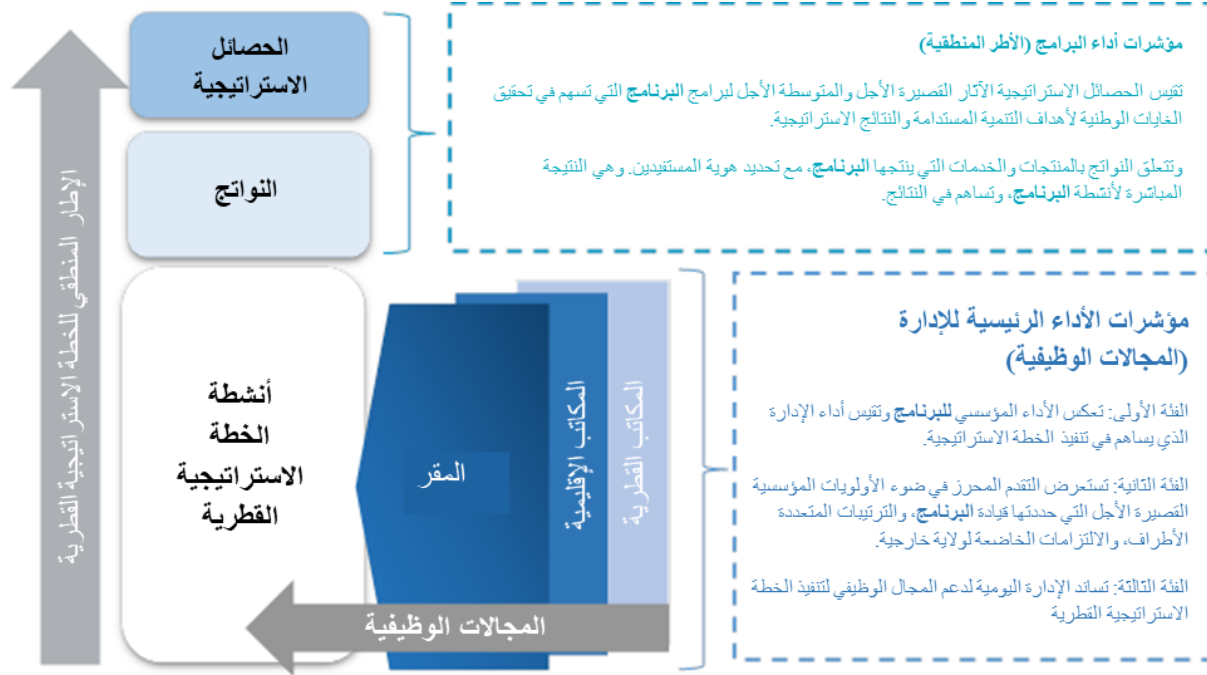 الحصائل
الاستراتيجية
النواتج
الإطار المنطقي للخطة الاستراتيجية القطرية
مؤشرات أداء البرامج (الأطر المنطقية)
تقيس الحصائل الاستراتيجية الآثار القصيرة الأجل والمتوسطة الأجل لبرامج البرنامج التي تسهم في تحقيق
الغايات الوطنية لأهداف التنمية المستدامة والنتائج الاستراتيجية.
وتتعلق النواتج بالمنتجات والخدمات التي ينتجها البرنامج، مع تحديد هوية المستفيدين. وهي النتيجة
المباشرة لأنشطة البرنامج، وتساهم في النتائج.
أنشطة
الخطة
الاستراتيجية
القطرية
المقر
المكاتب الإقليمية
المكاتب القطرية
المجالات الوظيفية
مؤشرات الأداء الرئيسية للإدارة
(المجالات الوظيفية)
الفئة الأولى: تعكس الأداء المؤسسي للبرنامج وتقيس أداء الإدارة
الذي يساهم في تنفيذ الخطة الاستراتيجية.
الفئة الثانية: تستعرض التقدم المحرز في ضوء الأولويات المؤسسية
القصيرة الأجل التي حددتها قيادة البرنامج، والترتيبات المتعددة
الأطراف، والالتزامات الخاضعة لولاية خارجية.
الفئة الثالثة: تساند الإدارة اليومية لدعم المجال الوظيفي لتنفيذ الخطة
الاستراتيجية القطرية